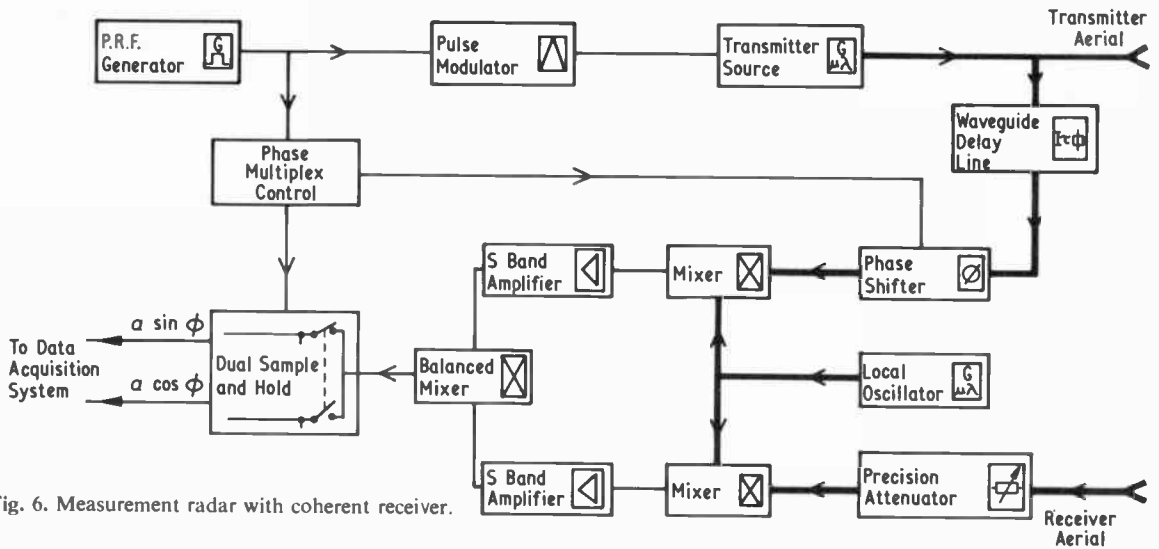 P.R.F.
Generator
G
Pulse
Modulator
Transmitter
Source
G
μλ
Transmitter
Aerial
Waveguide
Delay
Line
Phase
Multiplex
Control
S Band
Amplifier
Mixer
Phase
Shifter
Ø
a sin ϕ
To Data
Acquisition
System
a cos ϕ
Dual Sample
and Hold
Balanced
Mixer
Local
Oscillator
G
μλ
S Band
Amplifier
Mixer
Precision
Attenuator
Receiver
Aerial
ig. 6. Measurement radar with coherent receiver.